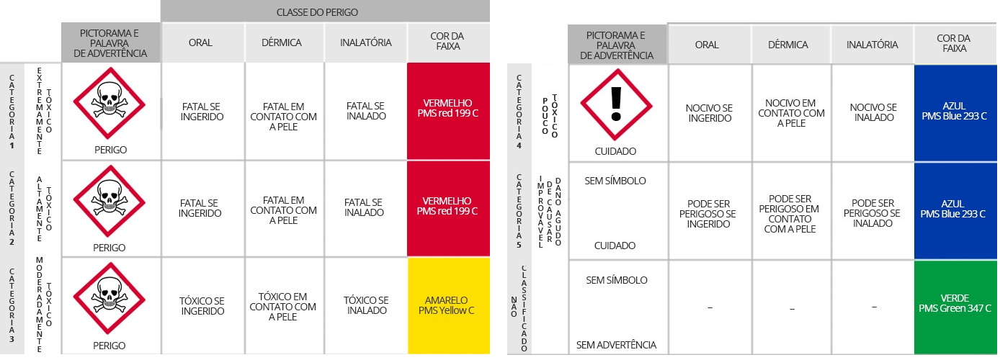 CLASSE DO PERIGO
PICTORAMA E
PALAVRA
DE ADVERTÊNCIA
ORAL
DÉRMICA
INALATÓRIA
COR DA
FAIXA
CATEGORIA 1
EXTREMAMENTE
TÓXICO
PERIGO
FATAL SE
INGERIDO
FATAL EM
CONTATO COM
A PELE
FATAL SE
INALADO
VERMELHO
PMS red 199 C
CATEGORIA 2
ALTAMENTE
TÓXICO
PERIGO
FATAL SE
INGERIDO
FATAL EM
CONTATO COM
A PELE
FATAL SE
INALADO
VERMELHO
PMS red 199 C
CATEGORIA 3
MODERADAMENTE
TÓXICO
PERIGO
TÓXICO SE
INGERIDO
TÓXICO EM
CONTATO COM
A PELE
TÓXICO SE
INALADO
AMARELO
PMS Yellow C
PICTORAMA E
PALAVRA
DE ADVERTÊNCIA
ORAL
DÉRMICA
INALATÓRIA
COR DA
FAIXA
CATEGORIA 4
POUCO
TÓXICO
!
CUIDADO
NOCIVO SE
INGERIDO
NOCIVO EM
CONTATO COM
A PELE
NOCIVO SE
INALADO
AZUL
PMS Blue 293 C
CATEGORIA 5
IMPROVÁVEL
DE CAUSAR
DANO AGUDO
SEM SÍMBOLO
CUIDADO
PODE SER
PERIGOSO SE
INGERIDO
PODE SER
PERIGOSO EM
CONTATO
COM A PELE
PODE SER
PERIGOSO SE
INALADO
AZUL
PMS Blue 293 C
NÃO
CLASSIFICADO
SEM SÍMBOLO
SEM ADVERTÊNCIA
–
–
–
VERDE
PMS Green 347 C